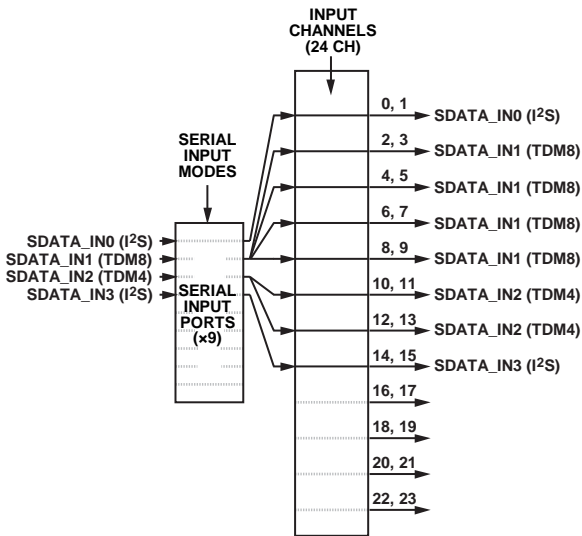 INPUT
CHANNELS
(24 CH)
SERIAL
INPUT
MODES
SDATA_IN0 (I²S)
SDATA_IN1 (TDM8)
SDATA_IN2 (TDM4)
SDATA_IN3 (I²S)
SERIAL
INPUT
PORTS
(×9)
0, 1 SDATA_IN0 (I²S)
2, 3 SDATA_IN1 (TDM8)
4, 5 SDATA_IN1 (TDM8)
6, 7 SDATA_IN1 (TDM8)
8, 9 SDATA_IN1 (TDM8)
10, 11 SDATA_IN2 (TDM4)
12, 13 SDATA_IN2 (TDM4)
14, 15 SDATA_IN3 (I²S)
16, 17
18, 19
20, 21
22, 23